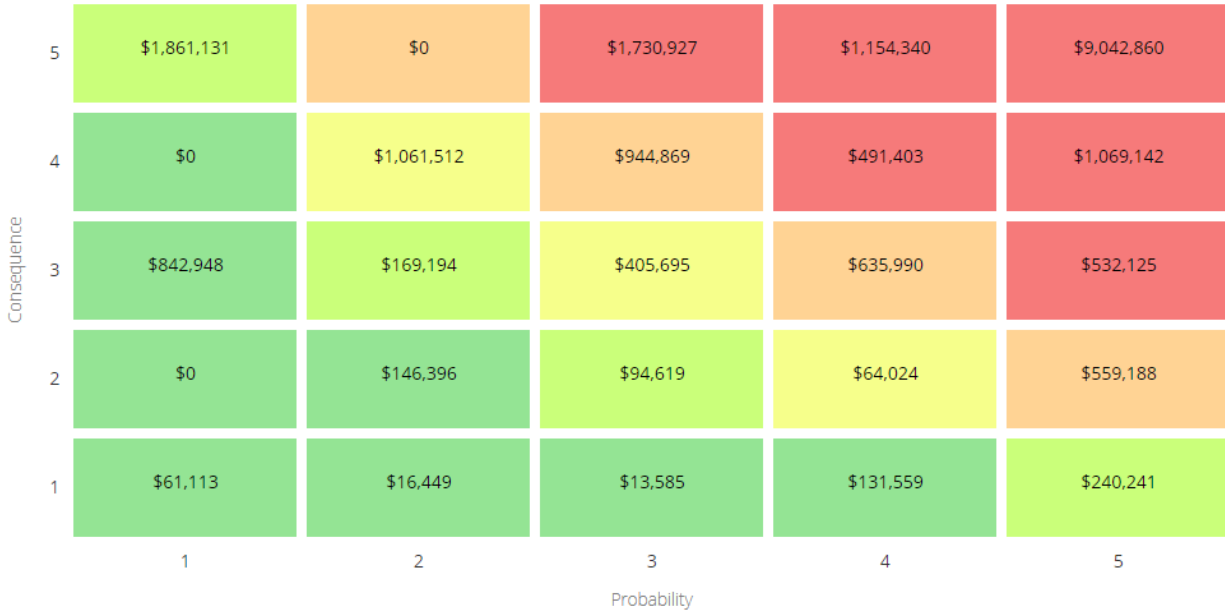 5 $1,861,131 $0 $1,730,927 $1,154,340 $9,042,860
4 $0 $1,061,512 $944,869 $491,403 $1,069,142
Consequence
3 $842,948 $169,194 $405,695 $635,990 $532,125
2 $0 $146,396 $94,619 $64,024 $559,188
1 $61,113 $16,449 $13,585 $131,559 $240,241
1 2 3 4 5
Probability